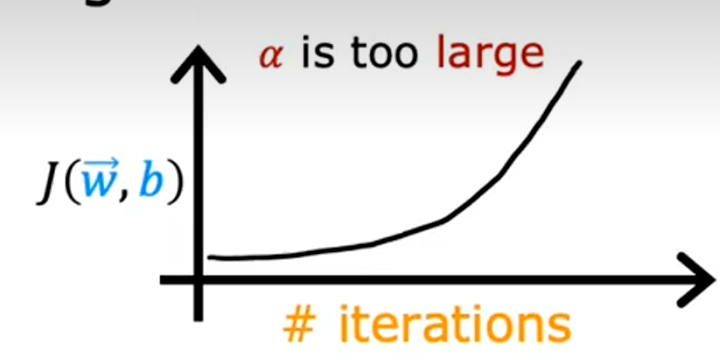 α is too large
J(w⃗, b)
# iterations